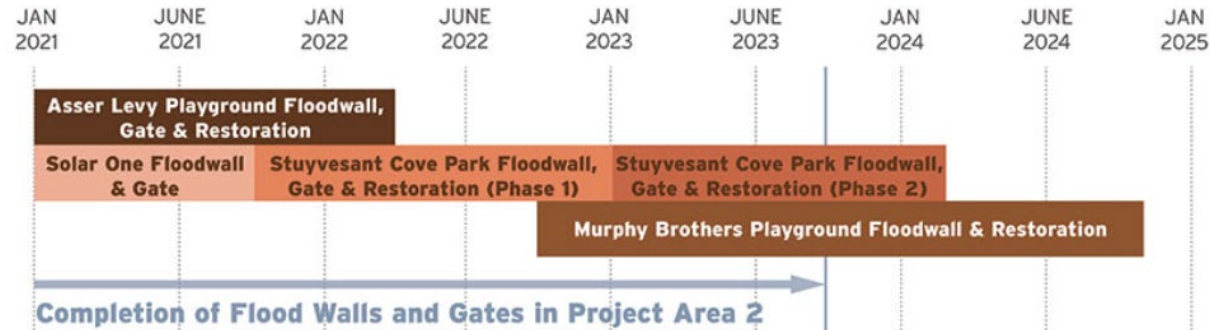 JAN JUNE JAN JUNE JAN JUNE JAN JUNE JAN
2021 2021 2022 2022 2023 2023 2024 2024 2025
Asser Levy Playground Floodwall,
Gate & Restoration
Solar One Floodwall
& Gate
Stuyvesant Cove Park Floodwall,
Gate & Restoration (Phase 1)
Stuyvesant Cove Park Floodwall,
Gate & Restoration (Phase 2)
Murphy Brothers Playground Floodwall & Restoration
Completion of Flood Walls and Gates in Project Area 2